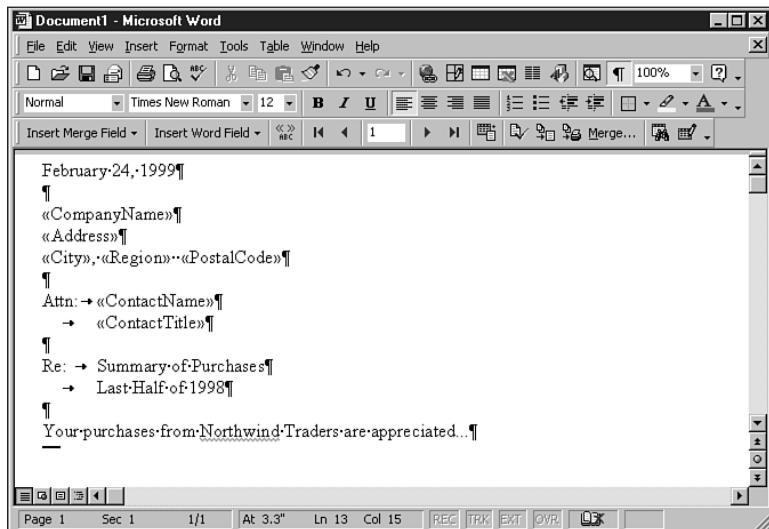 Document1 - Microsoft Word
File Edit View Insert Format Tools Table Window Help
100%
Normal Times New Roman 12 B I U A
Insert Merge Field Insert Word Field «» ABC 1 Merge...
February·24,·1999¶
¶
«CompanyName»¶
«Address»¶
«City»,·«Region»··«PostalCode»¶
¶
Attn:→«ContactName»¶
→ «ContactTitle»¶
¶
Re: → Summary·of·Purchases¶
→ Last·Half·of·1998¶
¶
Your·purchases·from·Northwind·Traders·are·appreciated...¶
Page 1 Sec 1 1/1 At 3.3" Ln 13 Col 15 REC TRK EXT OVR